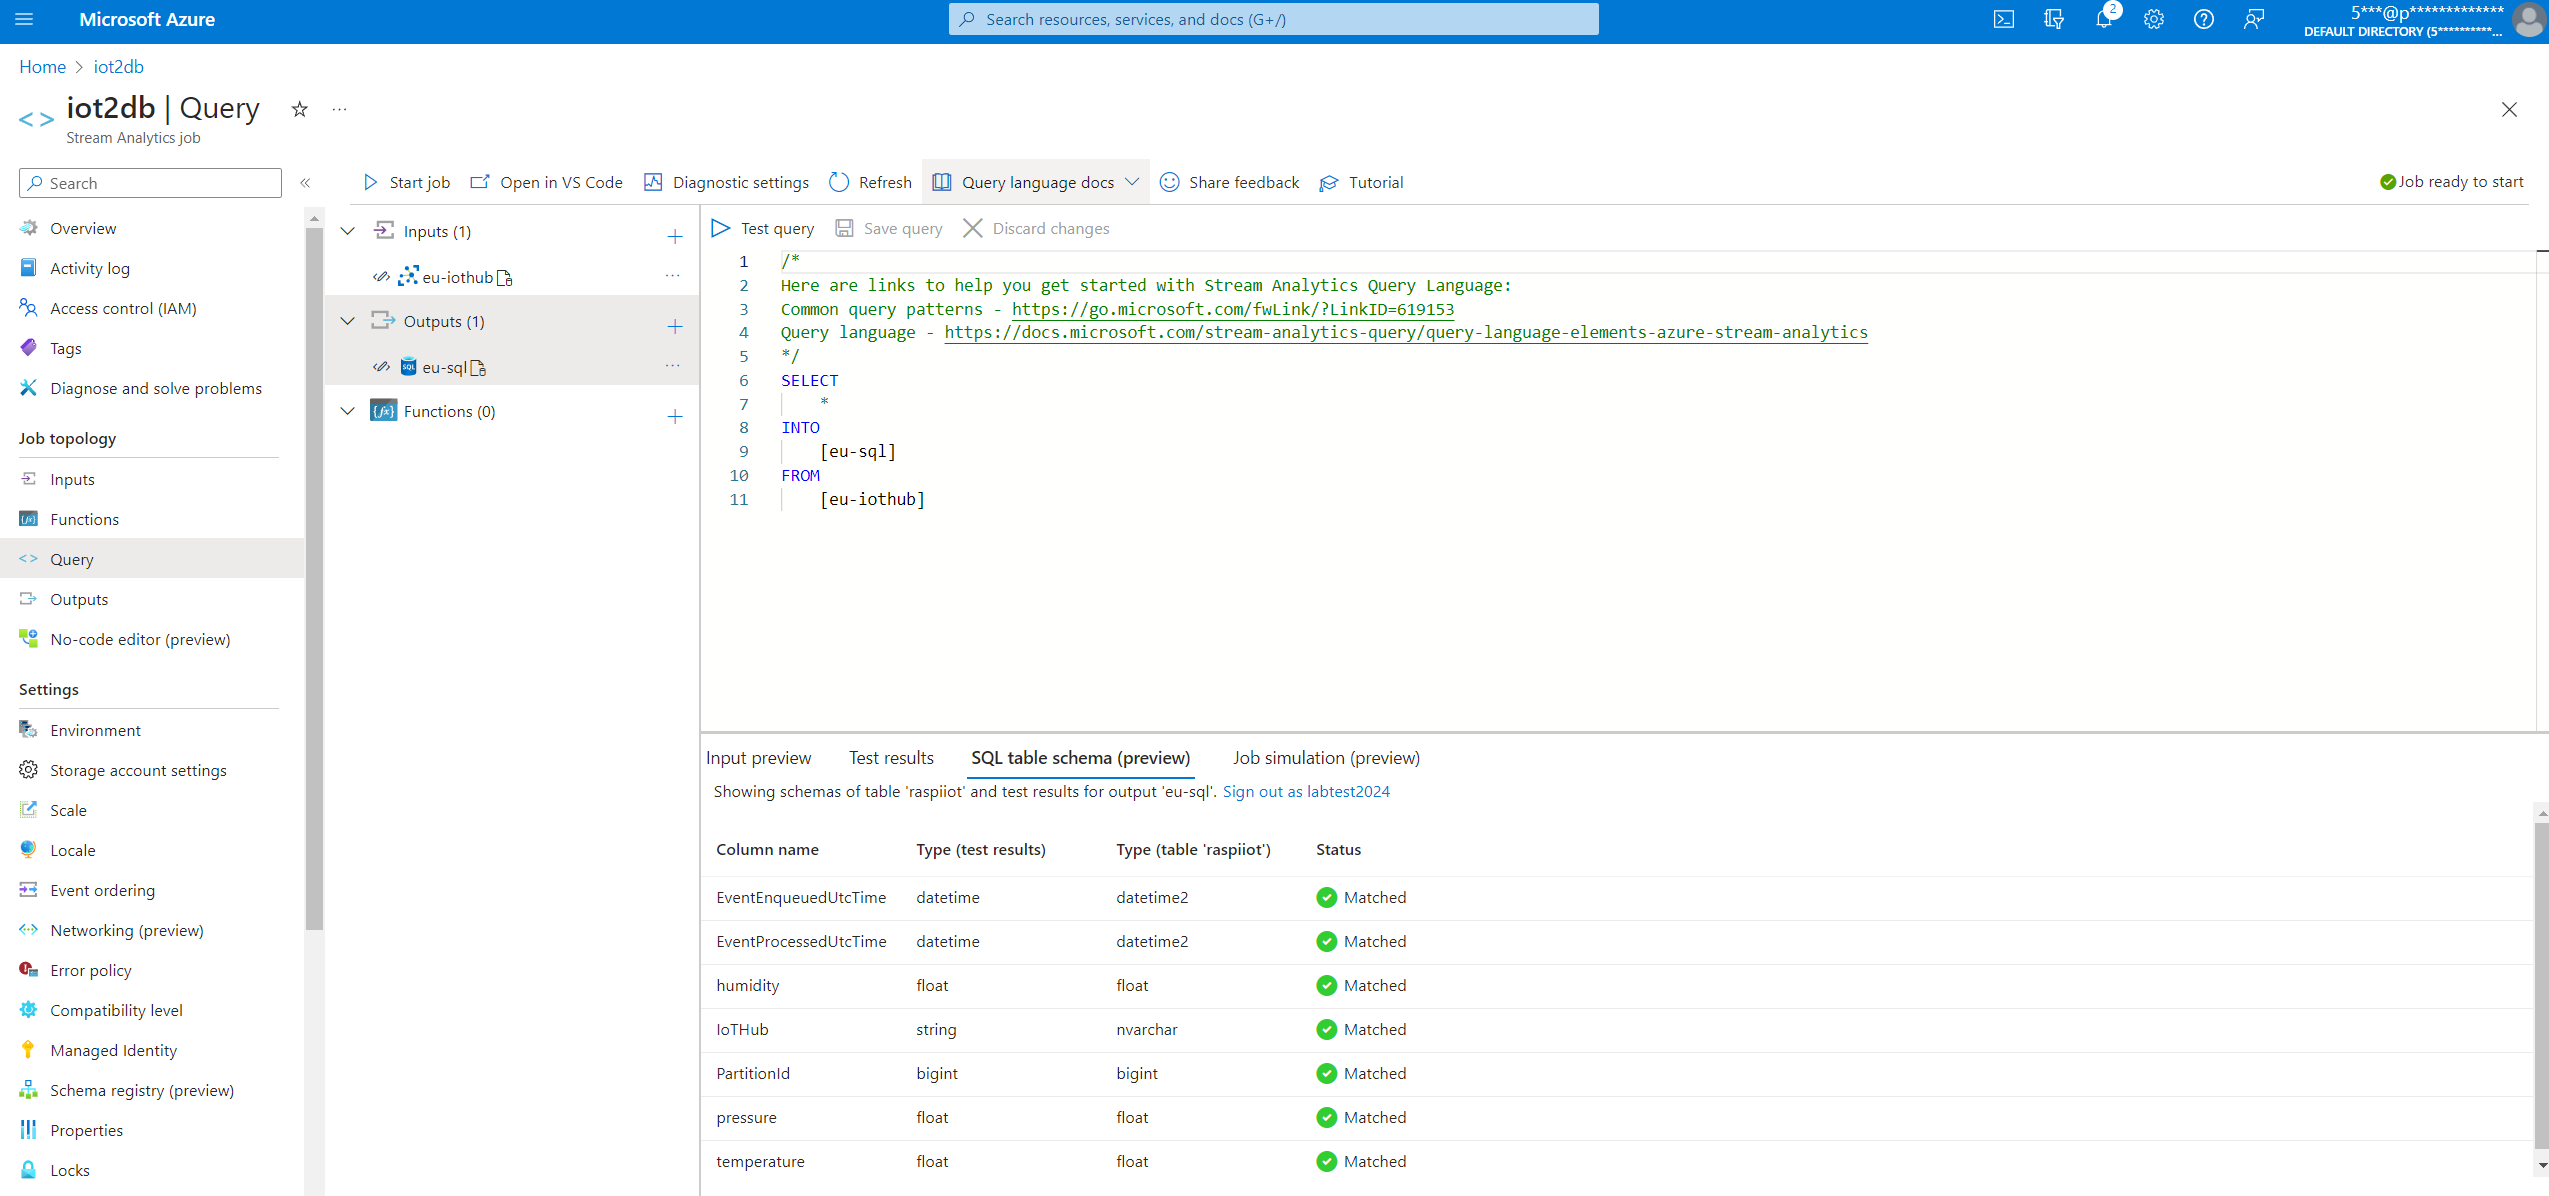 Microsoft Azure
Search resources, services, and docs (G+/)
2
5***@p*************
DEFAULT DIRECTORY (5**********...
Home > iot2db
<> iot2db | Query ...
Stream Analytics job
Search «
Start job Open in VS Code Diagnostic settings Refresh Query language docs Share feedback Tutorial Job ready to start
Overview
Activity log
Access control (IAM)
Tags
Diagnose and solve problems
Job topology
Inputs
Functions
Query
Outputs
No-code editor (preview)
Settings
Environment
Storage account settings
Scale
Locale
Event ordering
Networking (preview)
Error policy
Compatibility level
Managed Identity
Schema registry (preview)
Properties
Locks
Inputs (1)
eu-iothub
Outputs (1)
SQL eu-sql
Functions (0)
Test query Save query Discard changes
1 /*
2 Here are links to help you get started with Stream Analytics Query Language:
3 Common query patterns - https://go.microsoft.com/fwLink/?LinkID=619153
4 Query language - https://docs.microsoft.com/stream-analytics-query/query-language-elements-azure-stream-analytics
5 */
6 SELECT
7 *
8 INTO
9 [eu-sql]
10 FROM
11 [eu-iothub]
Input preview Test results SQL table schema (preview) Job simulation (preview)
Showing schemas of table 'raspiiot' and test results for output 'eu-sql'. Sign out as labtest2024
Column name Type (test results) Type (table 'raspiiot') Status
EventEnqueuedUtcTime datetime datetime2 Matched
EventProcessedUtcTime datetime datetime2 Matched
humidity float float Matched
IoTHub string nvarchar Matched
PartitionId bigint bigint Matched
pressure float float Matched
temperature float float Matched